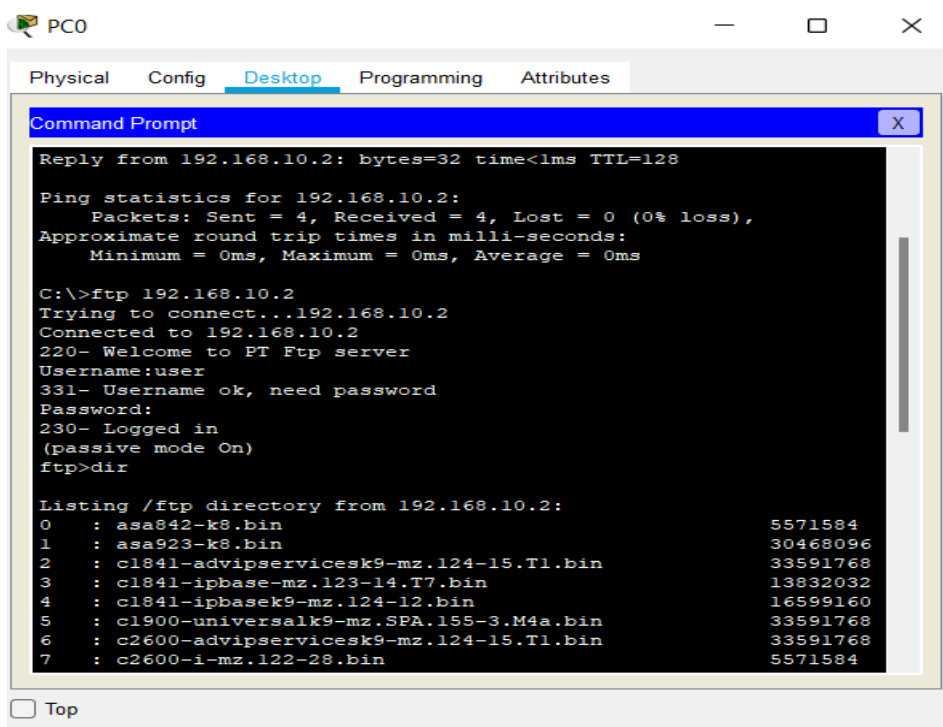 PC0
Physical Config Desktop Programming Attributes
Command Prompt X
Reply from 192.168.10.2: bytes=32 time<1ms TTL=128
Ping statistics for 192.168.10.2:
Packets: Sent = 4, Received = 4, Lost = 0 (0% loss),
Approximate round trip times in milli-seconds:
Minimum = 0ms, Maximum = 0ms, Average = 0ms
C:\>ftp 192.168.10.2
Trying to connect...192.168.10.2
Connected to 192.168.10.2
220- Welcome to PT Ftp server
Username:user
331- Username ok, need password
Password:
230- Logged in
(passive mode On)
ftp>dir
Listing /ftp directory from 192.168.10.2:
0 : asa842-k8.bin 5571584
1 : asa923-k8.bin 30468096
2 : c1841-advipservicesk9-mz.124-15.T1.bin 33591768
3 : c1841-ipbase-mz.123-14.T7.bin 13832032
4 : c1841-ipbasek9-mz.124-12.bin 16599160
5 : c1900-universalk9-mz.SPA.155-3.M4a.bin 33591768
6 : c2600-advipservicesk9-mz.124-15.T1.bin 33591768
7 : c2600-i-mz.122-28.bin 5571584
Top